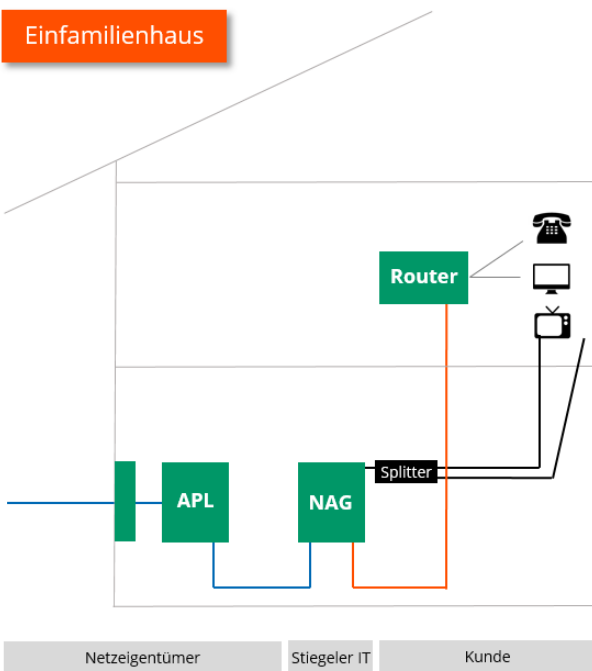 Einfamilienhaus
Router
Splitter
APL
NAG
Netzeigentümer
Stiegeler IT
Kunde